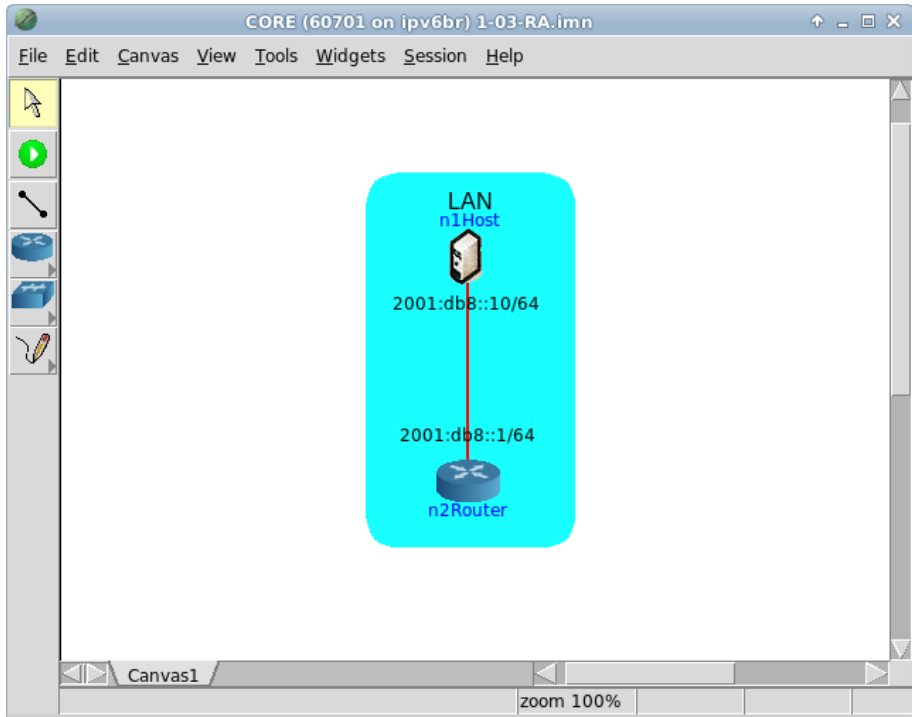 CORE (60701 on ipv6br) 1-03-RA.imn
File Edit Canvas View Tools Widgets Session Help
LAN
n1Host
2001:db8::10/64
2001:db8::1/64
n2Router
Canvas1
zoom 100%